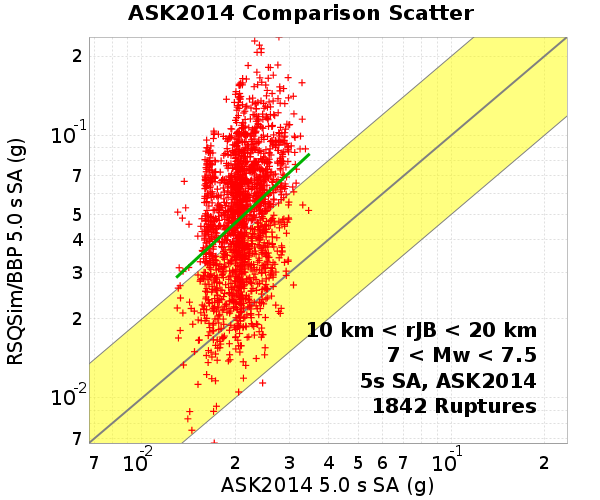 ASK2014 Comparison Scatter
RSQSim/BBP 5.0 s SA (g)
2
10-1
7
5
4
3
2
10-2
7
10 km < rJB < 20 km
7 < Mw < 7.5
5s SA, ASK2014
1842 Ruptures
7 10-2 2 3 4 5 6 7 10-1 2
ASK2014 5.0 s SA (g)